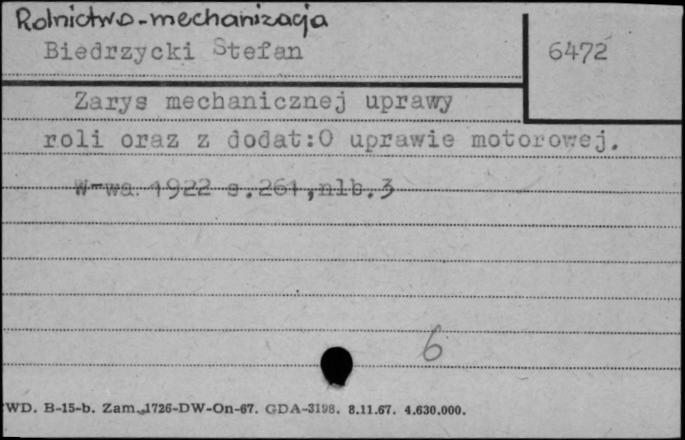 Rolnictwo-mechanizacja
Biedrzycki Stefan
6472
Zarys mechanicznej uprawy
roli oraz z dodat:O uprawie motorowej.
W-wa 1922 s.261,nlb.3
6
WD. B-15-b. Zam. 1726-DW-On-67. GDA-3198. 8.11.67. 4.630.000.